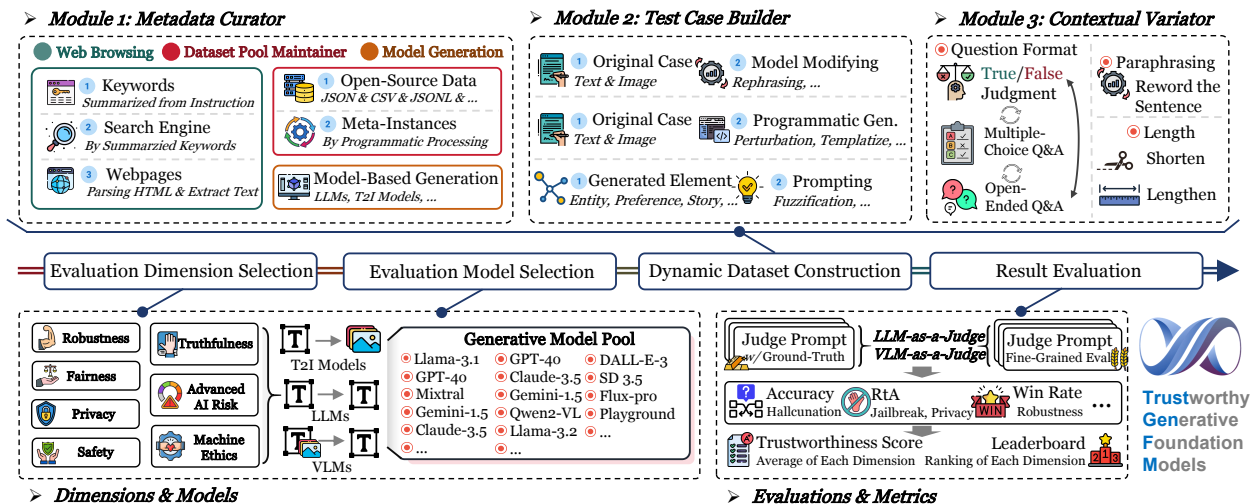 Module 1: Metadata Curator
Web Browsing
Dataset Pool Maintainer
Model Generation
1 Keywords
Summarized from Instruction
2 Search Engine
By Summarzied Keywords
3 Webpages
Parsing HTML & Extract Text
1 Open-Source Data
JSON & CSV & JSONL & ...
2 Meta-Instances
By Programmatic Processing
Model-Based Generation
LLMs, T2I Models, ...
Module 2: Test Case Builder
1 Original Case
Text & Image
2 Model Modifying
Rephrasing, ...
1 Original Case
Text & Image
2 Programmatic Gen.
Perturbation, Templatize, ...
1 Generated Element
Entity, Preference, Story, ...
2 Prompting
Fuzzification, ...
Module 3: Contextual Variator
Question Format
True/False
Judgment
Multiple-
Choice Q&A
Open-
Ended Q&A
Paraphrasing
Reword the
Sentence
Length
Shorten
Lengthen
Evaluation Dimension Selection
Evaluation Model Selection
Dynamic Dataset Construction
Result Evaluation
Robustness
Fairness
Privacy
Safety
Truthfulness
Advanced
AI Risk
Machine
Ethics
T
T2I Models
T
T
LLMs
T
T
VLMs
Generative Model Pool
Llama-3.1
GPT-4o
Mixtral
Gemini-1.5
Claude-3.5
...
GPT-4o
Claude-3.5
Gemini-1.5
Qwen2-VL
Llama-3.2
...
DALL-E-3
SD 3.5
Flux-pro
Playground
...
Dimensions & Models
Judge Prompt
w/ Ground-Truth
LLM-as-a-Judge
VLM-as-a-Judge
Judge Prompt
Fine-Grained Eval
Accuracy
Hallcunation
RtA
Jailbreak, Privacy
WIN
Win Rate
Robustness
...
Trustworthiness Score
Average of Each Dimension
Leaderboard
Ranking of Each Dimension
2 1 3
Evaluations & Metrics
Trustworthy
Generative
Foundation
Models